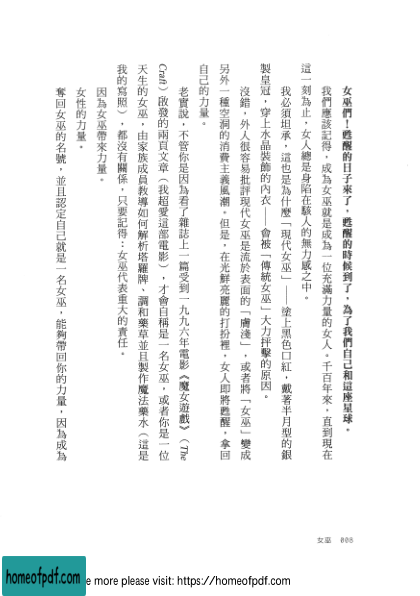 女巫們！甦醒的日子來了，甦醒的時候到了，為了我們自己和這座星球。
我們應該記得，成為女巫就是成為一位充滿力量的女人。千百年來，直到現在
這一刻為止，女人總是身陷在駭人的無力感之中。
我必須坦承，這也是為什麼「現代女巫」——塗上黑色口紅，戴著半月型的銀
製皇冠，穿上水晶裝飾的內衣——會被「傳統女巫」大力抨擊的原因。
沒錯，外人很容易批評現代女巫是流於表面的「膚淺」，或者將「女巫」變成
另外一種空洞的消費主義風潮。但是，在光鮮亮麗的打扮裡，女人即將甦醒，拿回
自己的力量。
老實說，不管你是因為看了雜誌上一篇受到一九九六年電影《魔女遊戲》（The
Craft）啟發的兩頁文章（我超愛這部電影），才會自稱是一名女巫，或者你是一位
天生的女巫，由家族成員教導如何解析塔羅牌、調和藥草並且製作魔法藥水（這是
我的寫照），都沒有關係，只要記得：女巫代表重大的責任。
因為女巫帶來力量。
女性的力量。
奪回女巫的名號，並且認定自己就是一名女巫，能夠帶回你的力量，因為成為
女巫 008
homeofpdf.com
e more please visit: https://homeofpdf.com